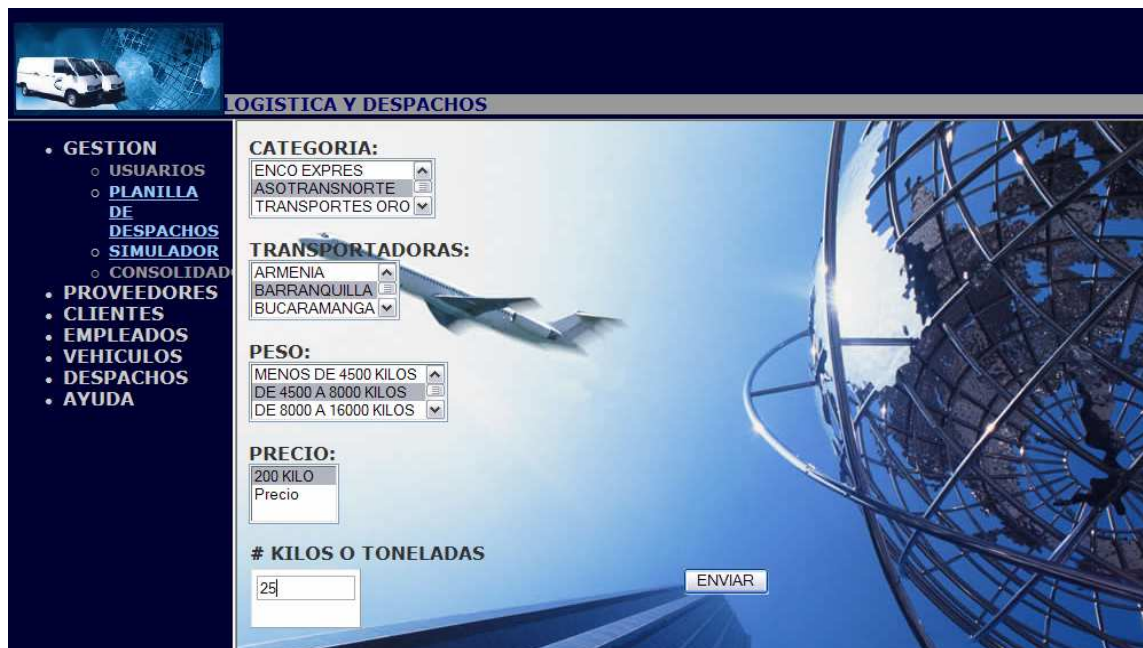 LOGISTICA Y DESPACHOS
GESTION
USUARIOS
PLANILLA
DE
DESPACHOS
SIMULADOR
CONSOLIDAD
PROVEEDORES
CLIENTES
EMPLEADOS
VEHICULOS
DESPACHOS
AYUDA
CATEGORIA:
ENCO EXPRES
ASOTRANSNORTE
TRANSPORTES ORO
TRANSPORTADORAS:
ARMENIA
BARRANQUILLA
BUCARAMANGA
PESO:
MENOS DE 4500 KILOS
DE 4500 A 8000 KILOS
DE 8000 A 16000 KILOS
PRECIO:
200 KILO
Precio
# KILOS O TONELADAS
25
ENVIAR